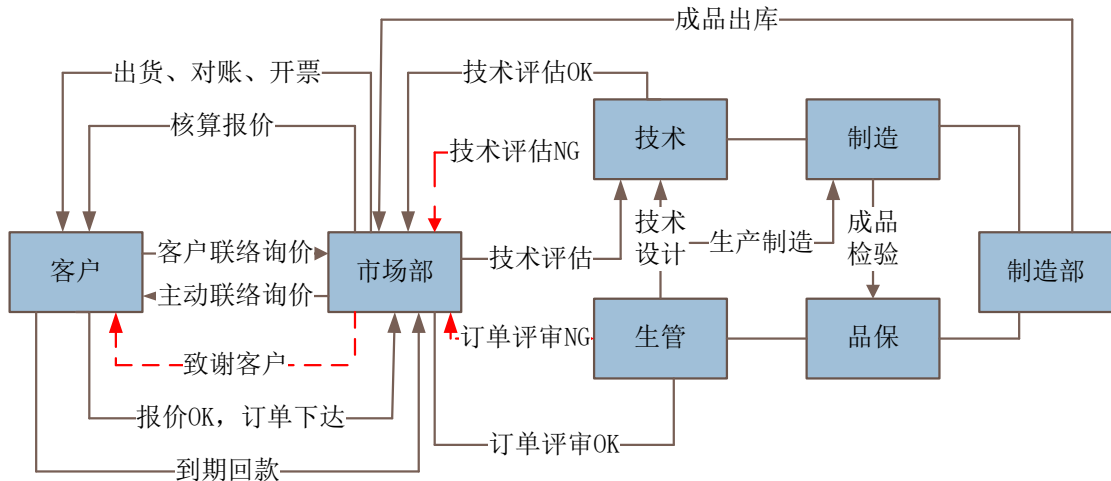 成品出库
出货、对账、开票
技术评估OK
核算报价
技术评估NG
技术
制造
客户联络询价
主动联络询价
客户
市场部
技术评估
技术
设计
生产制造
成品
检验
制造部
致谢客户
订单评审NG
生管
品保
报价OK，订单下达
订单评审OK
到期回款